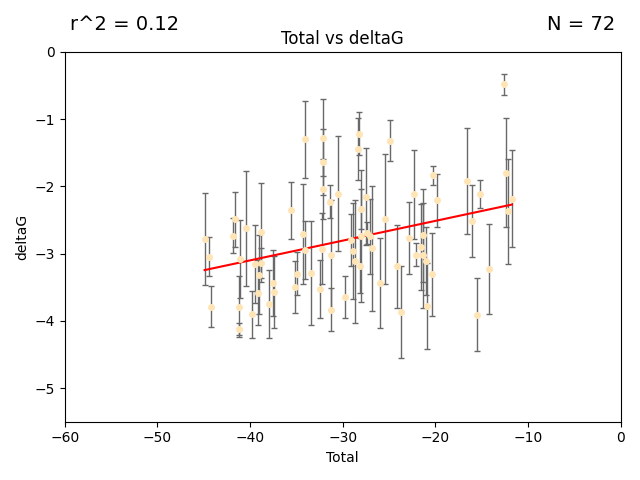 r^2 = 0.12
N = 72
Total vs deltaG
0
−1
−2
−3
−4
−5
deltaG
−60
−50
−40
−30
−20
−10
0
Total